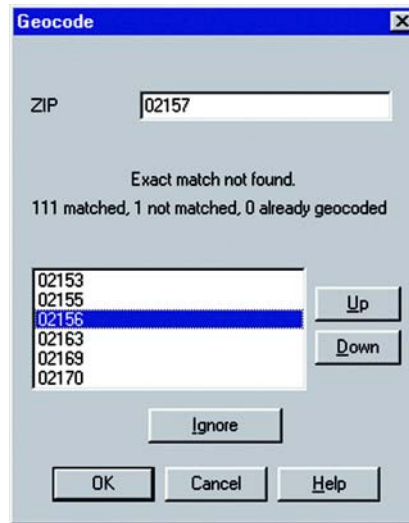 Geocode
ZIP 02157
Exact match not found.
111 matched, 1 not matched, 0 already geocoded
02153
02155
02156
02163
02169
02170
Up
Down
Ignore
OK Cancel Help